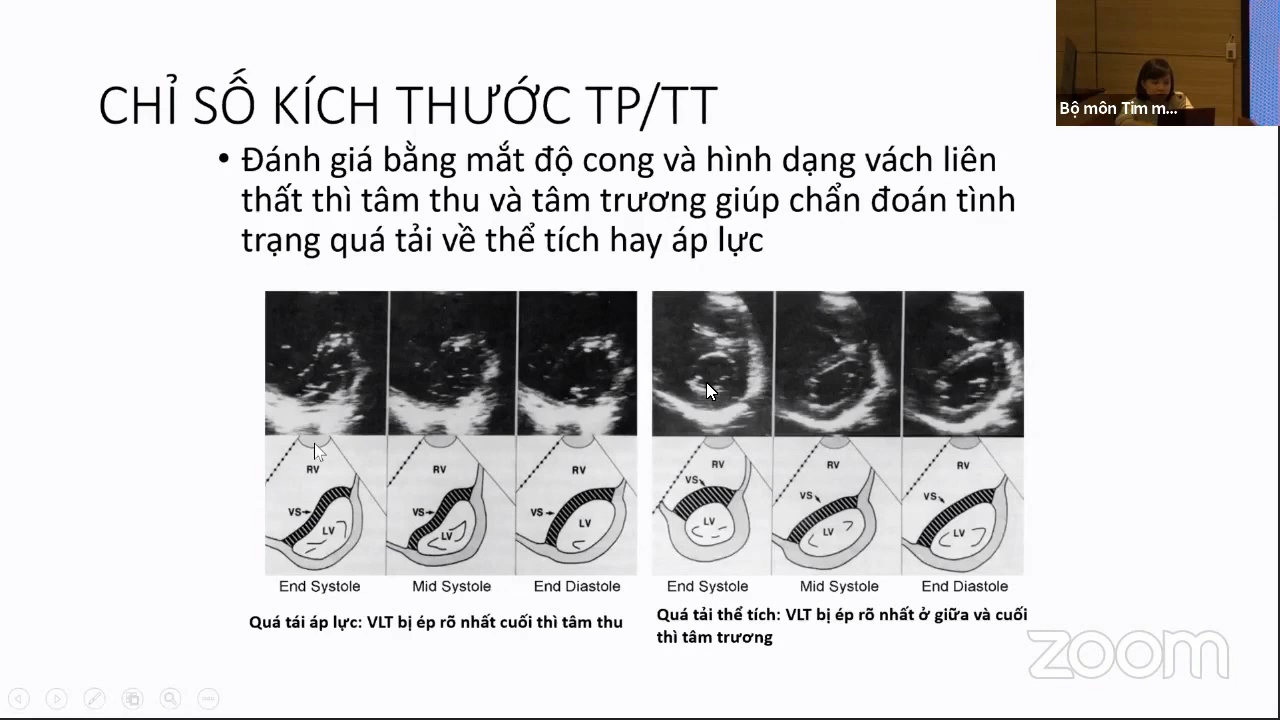 CHỈ SỐ KÍCH THƯỚC TP/TT
• Đánh giá bằng mắt độ cong và hình dạng vách liên
thất thì tâm thu và tâm trương giúp chẩn đoán tình
trạng quá tải về thể tích hay áp lực
Bộ môn Tim m...
RV
VS
LV
RV
VS
LV
RV
VS
LV
RV
VS
LV
RV
VS
LV
RV
VS
LV
End Systole
Mid Systole
End Diastole
End Systole
Mid Systole
End Diastole
Quá tái áp lực: VLT bị ép rõ nhất cuối thì tâm thu
Quá tải thể tích: VLT bị ép rõ nhất ở giữa và cuối
thì tâm trương
zoom